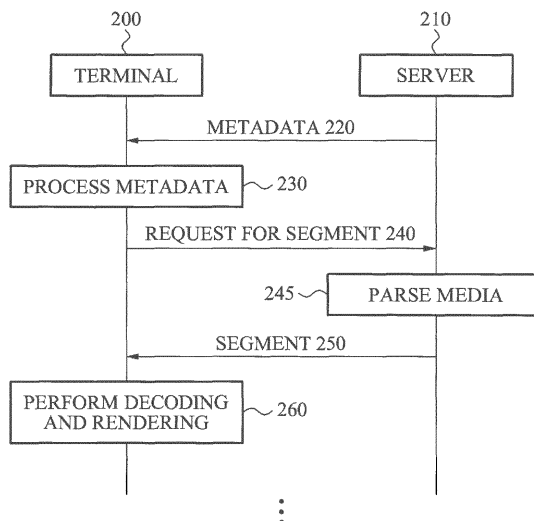 200
210
TERMINAL
SERVER
METADATA 220
PROCESS METADATA
230
REQUEST FOR SEGMENT 240
245
PARSE MEDIA
SEGMENT 250
PERFORM DECODING
AND RENDERING
260